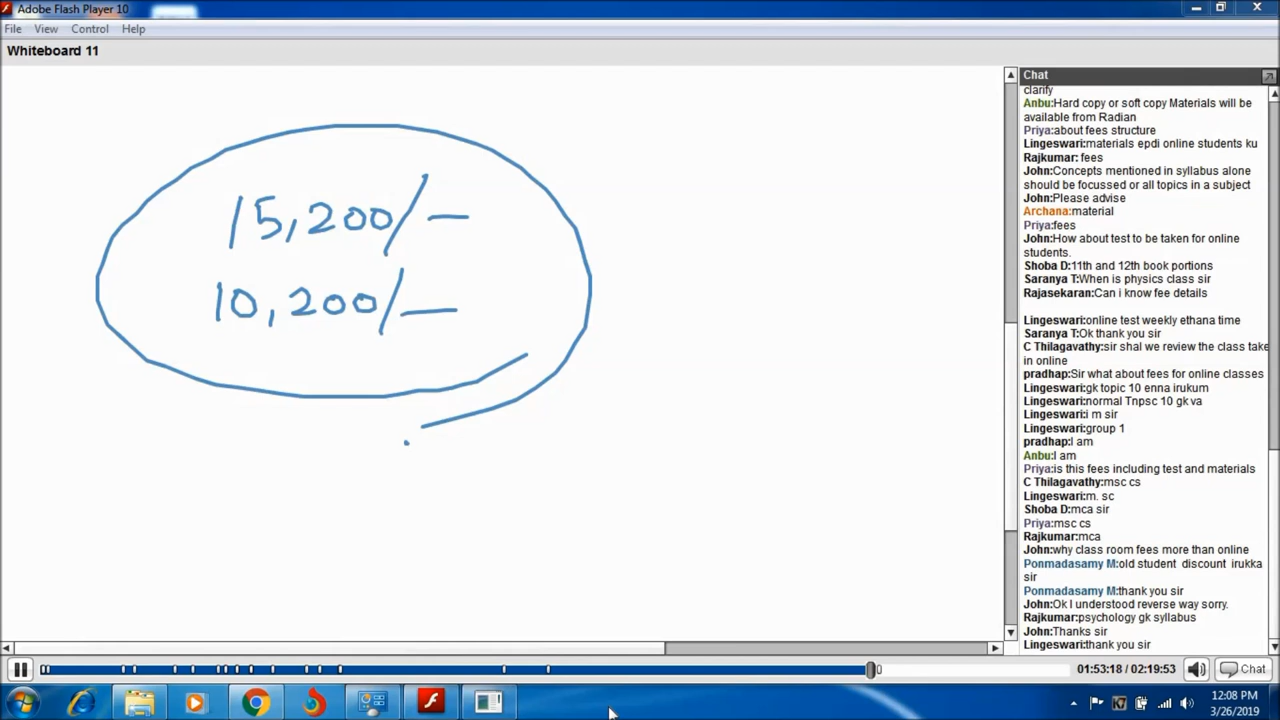 Adobe Flash Player 10
File View Control Help
Whiteboard 11
15,200/-
10,200/-
Chat
clarify
Anbu:Hard copy or soft copy Materials will be
available from Radian
Priya:about fees structure
Lingeswari:materials epdi online students ku
Rajkumar: fees
John:Concepts mentioned in syllabus alone
should be focussed or all topics in a subject
John:Please advise
Archana:material
Priya:fees
John:How about test to be taken for online
students.
Shoba D:11th and 12th book portions
Saranya T:When is physics class sir
Rajasekaran:Can i know fee details
Lingeswari:online test weekly ethana time
Saranya T:Ok thank you sir
C Thilagavathy:sir shal we review the class take
in online
pradhap:Sir what about fees for online classes
Lingeswari:gk topic 10 enna irukum
Lingeswari:normal Tnpsc 10 gk va
Lingeswari:i m sir
Lingeswari:group 1
pradhap:I am
Anbu:I am
Priya:is this fees including test and materials
C Thilagavathy:msc cs
Lingeswari:m. sc
Shoba D:mca sir
Priya:msc cs
Rajkumar:mca
John:why class room fees more than online
Ponmadasamy M:old student discount irukka
sir
Ponmadasamy M:thank you sir
John:Ok I understood reverse way sorry.
Rajkumar:psychology gk syllabus
John:Thanks sir
Lingeswari:thank you sir
01:53:18 / 02:19:53
Chat
12:08 PM
3/26/2019